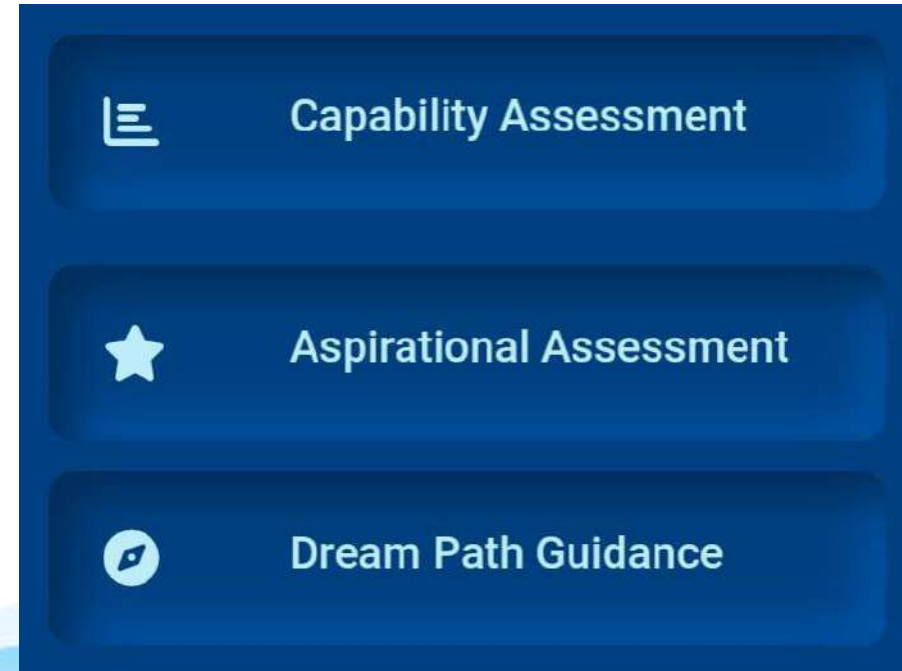 Capability Assessment
Aspirational Assessment
Dream Path Guidance